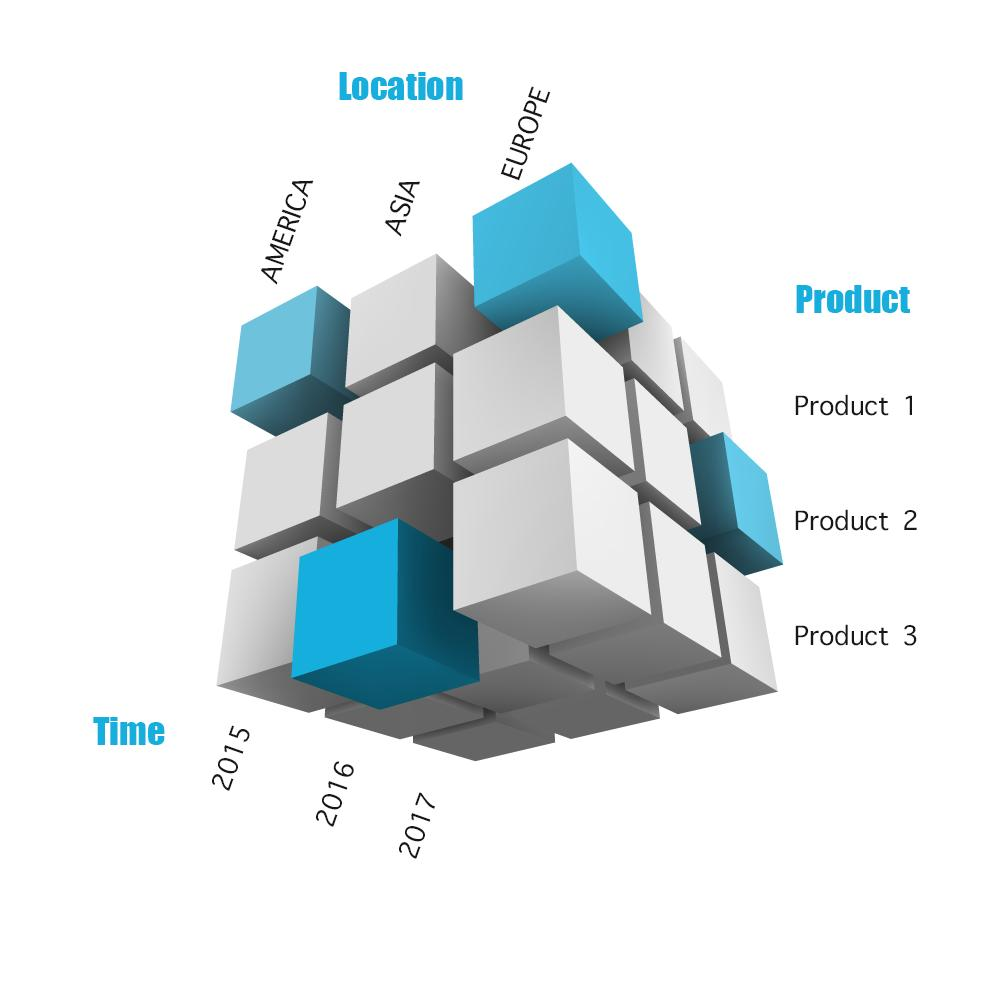 Location
EUROPE
ASIA
AMERICA
Product
Product 1
Product 2
Product 3
Time
2015
2016
2017